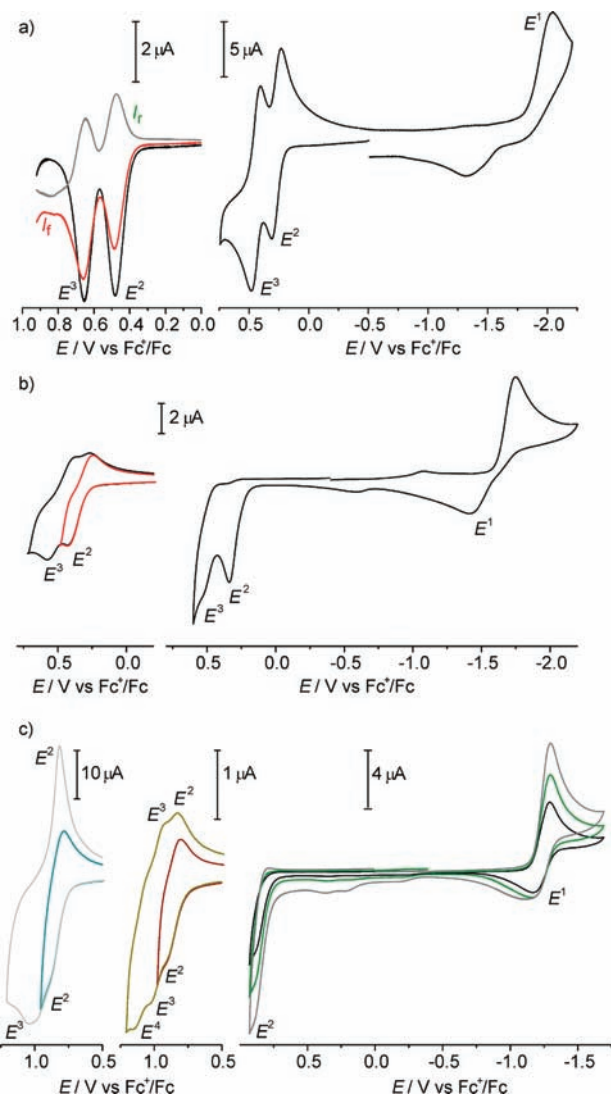 a)
2 μA
5 μA
E¹
I_r
I_f
E³
E²
E²
E³
1.0 0.8 0.6 0.4 0.2 0.0
0.5 0.0 -0.5 -1.0 -1.5 -2.0
E / V vs Fc⁺/Fc
E / V vs Fc⁺/Fc
b)
2 μA
E³
E²
E¹
E³
E²
0.5 0.0
0.5 0.0 -0.5 -1.0 -1.5 -2.0
E / V vs Fc⁺/Fc
E / V vs Fc⁺/Fc
c)
E²
10 μA
1 μA
4 μA
E³
E²
E¹
E²
E²
E³
E³
E⁴
E²
1.0 0.5
1.0 0.5
0.5 0.0 -0.5 -1.0 -1.5
E / V vs Fc⁺/Fc
E / V vs Fc⁺/Fc